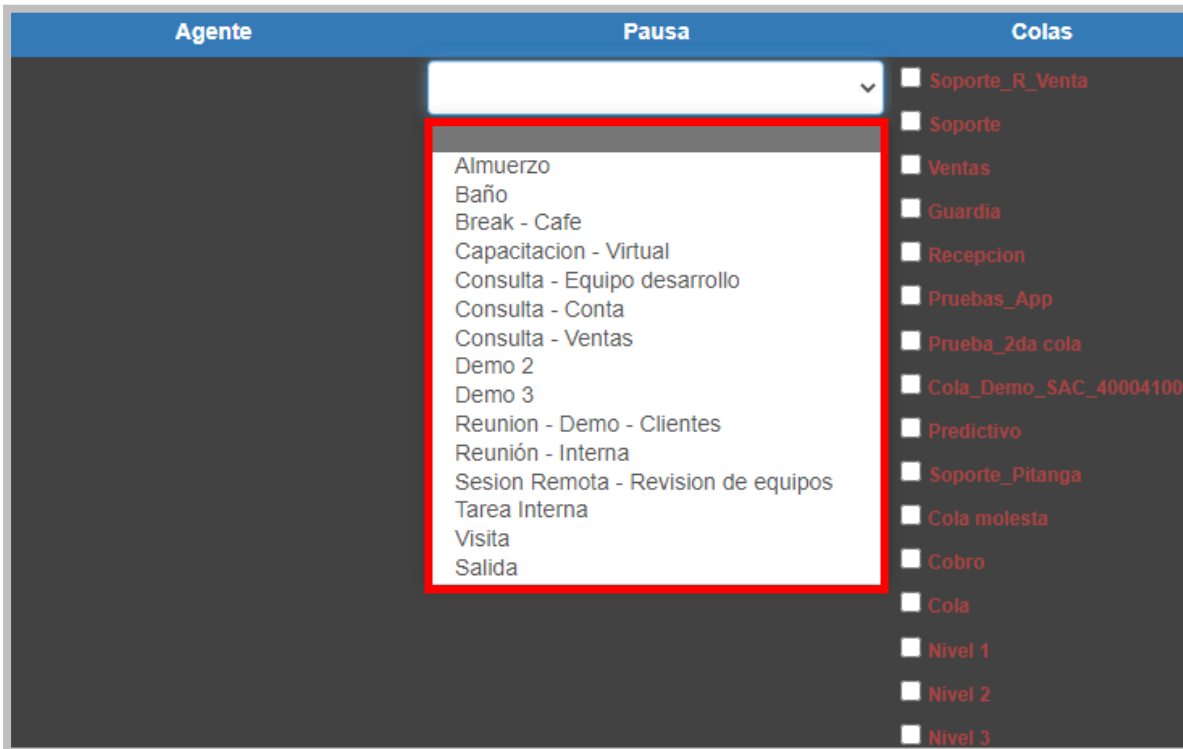 Agente Pausa Colas
Almuerzo
Baño
Break - Cafe
Capacitacion - Virtual
Consulta - Equipo desarrollo
Consulta - Conta
Consulta - Ventas
Demo 2
Demo 3
Reunion - Demo - Clientes
Reunión - Interna
Sesion Remota - Revision de equipos
Tarea Interna
Visita
Salida
Soporte_R_Venta
Soporte
Ventas
Guardia
Recepcion
Pruebas_App
Prueba_2da cola
Cola_Demo_SAC_40004100
Predictivo
Soporte_Pitanga
Cola molesta
Cobro
Cola
Nivel 1
Nivel 2
Nivel 3